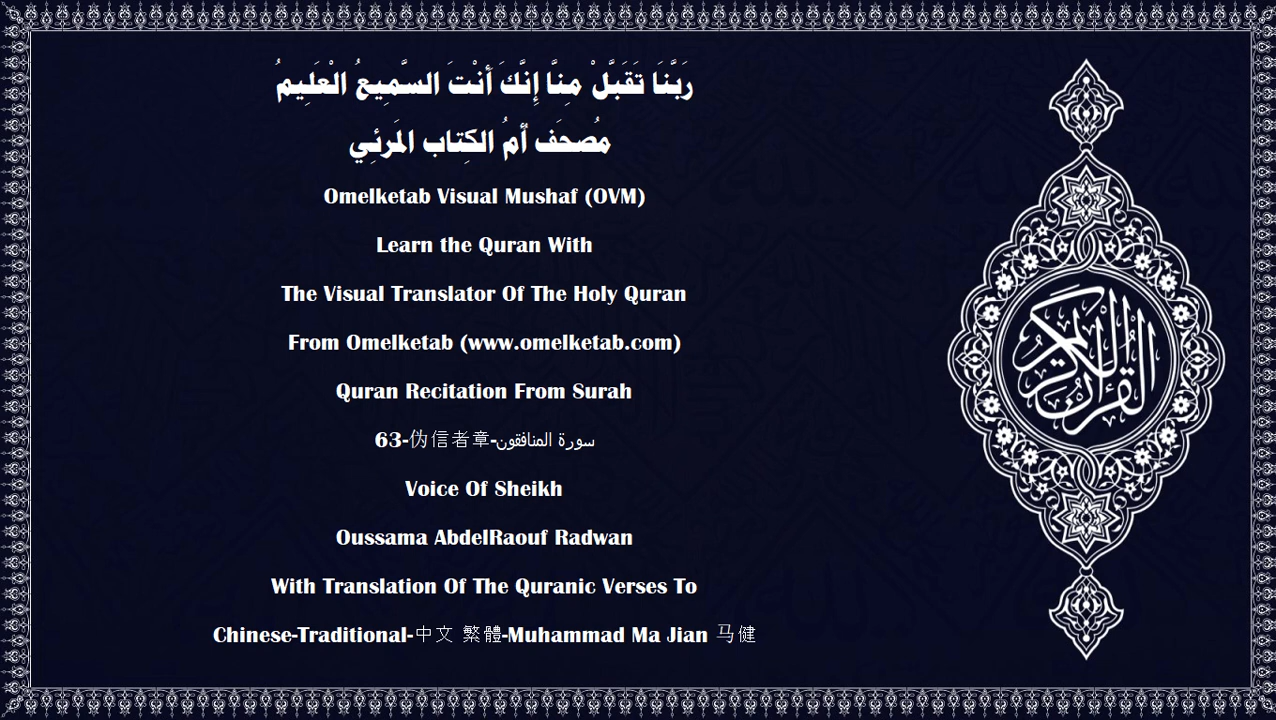 رَبَّنَا تَقَبَّلْ مِنَّا إِنَّكَ أَنْتَ السَّمِيعُ الْعَلِيمُ
مُصحَف أمُ الكِتاب المَرئِي
Omelketab Visual Mushaf (OVM)
Learn the Quran With
The Visual Translator Of The Holy Quran
From Omelketab (www.omelketab.com)
Quran Recitation From Surah
63-伪信者章-سورة المنافقون
Voice Of Sheikh
Oussama AbdelRaouf Radwan
With Translation Of The Quranic Verses To
Chinese-Traditional-中文 繁體-Muhammad Ma Jian 马健
القرآن الكريم